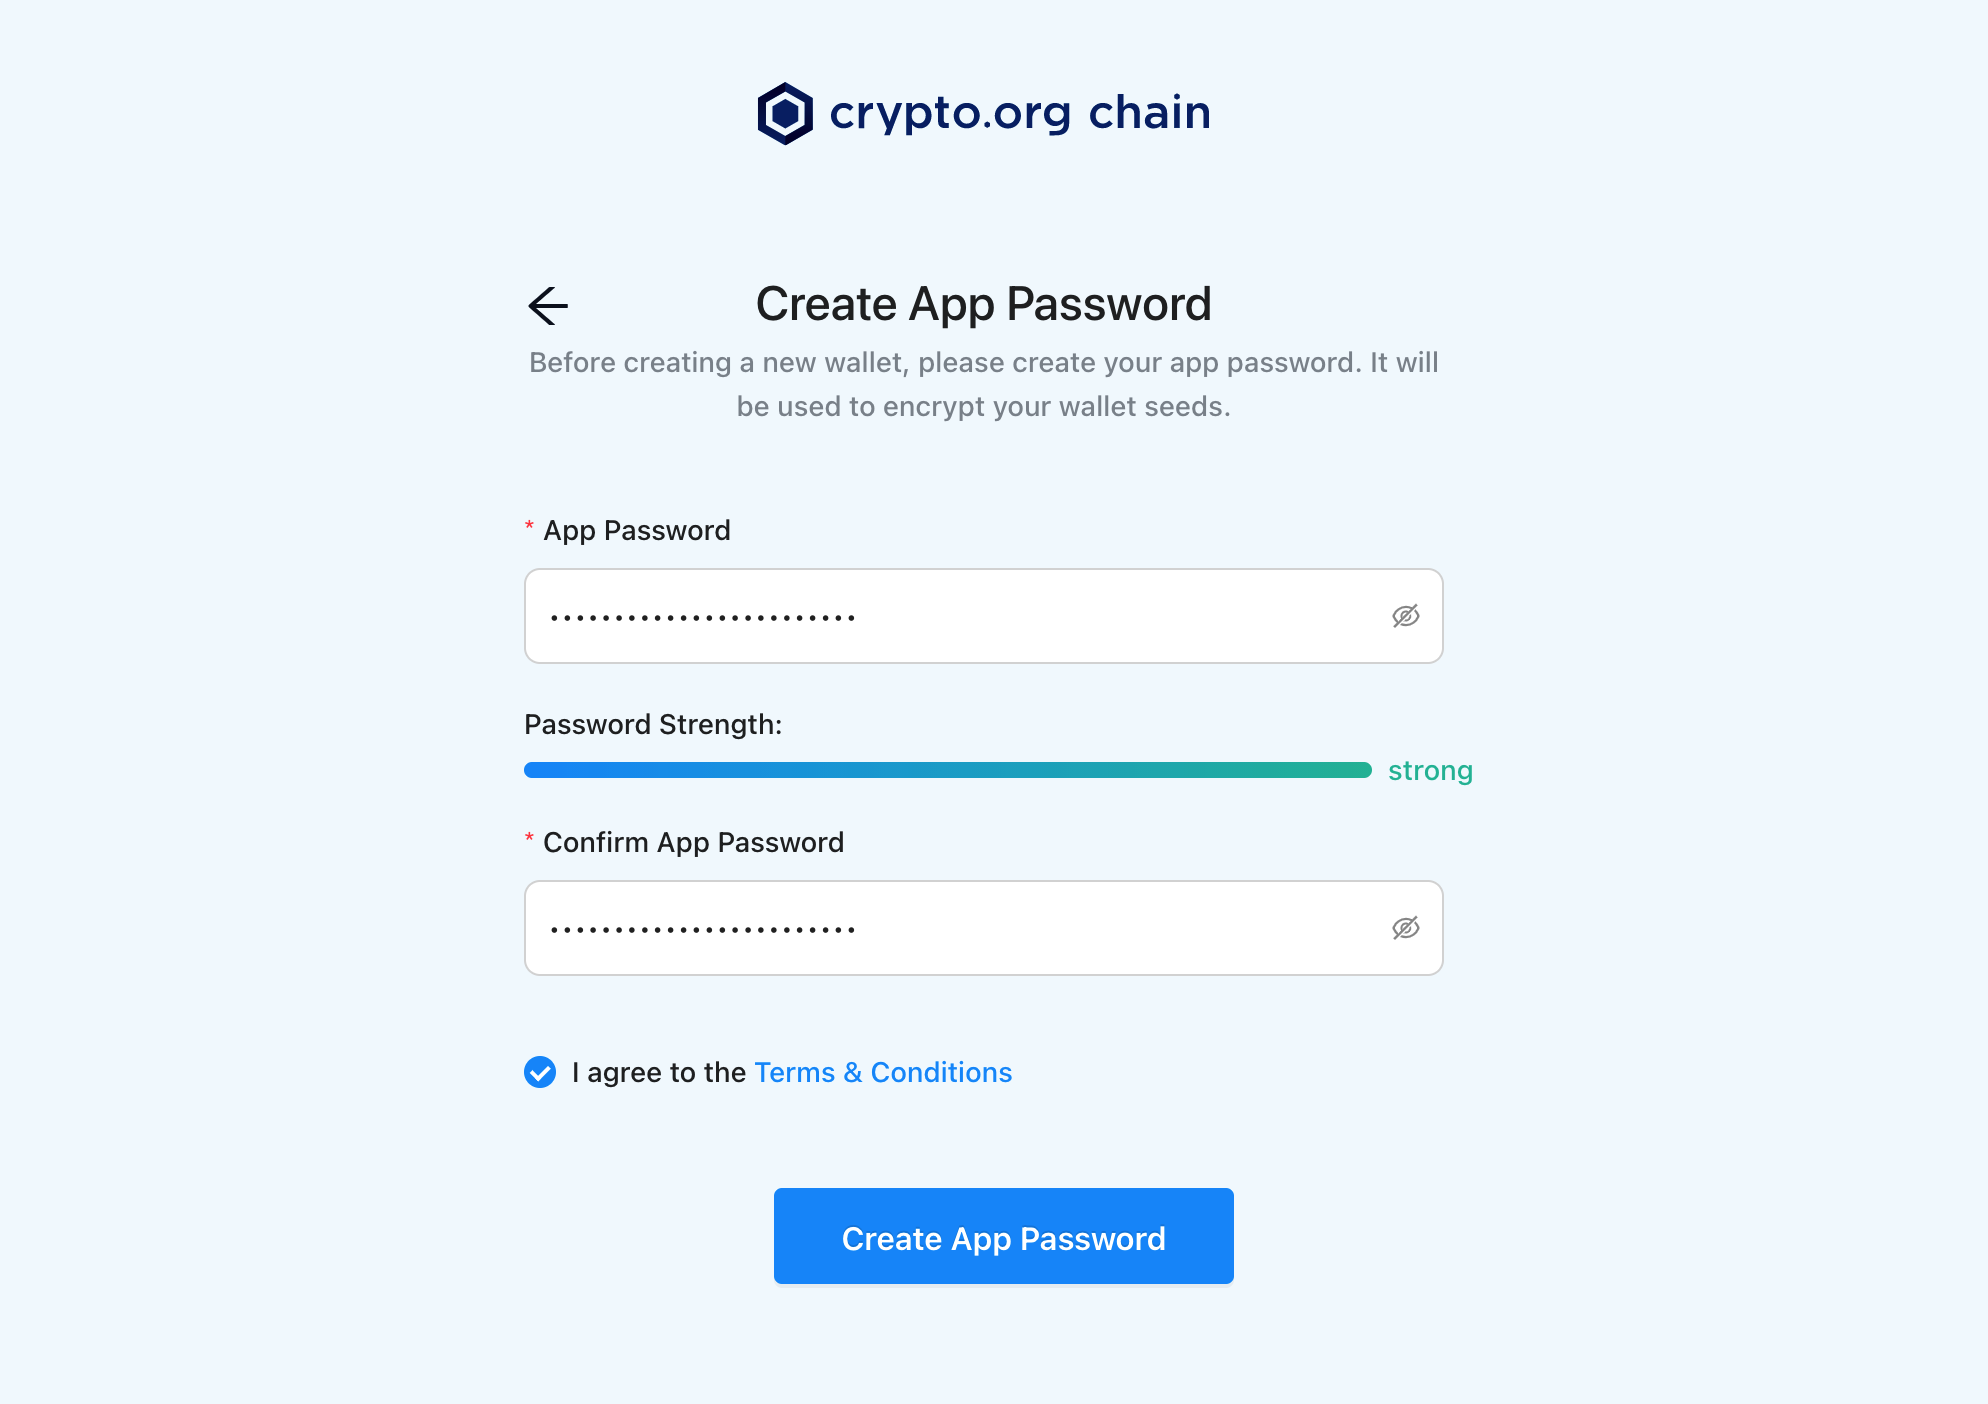 crypto.org chain
Create App Password
Before creating a new wallet, please create your app password. It will
be used to encrypt your wallet seeds.
* App Password
••••••••••••••••••••••••
Password Strength:
strong
* Confirm App Password
••••••••••••••••••••••••
I agree to the Terms & Conditions
Create App Password